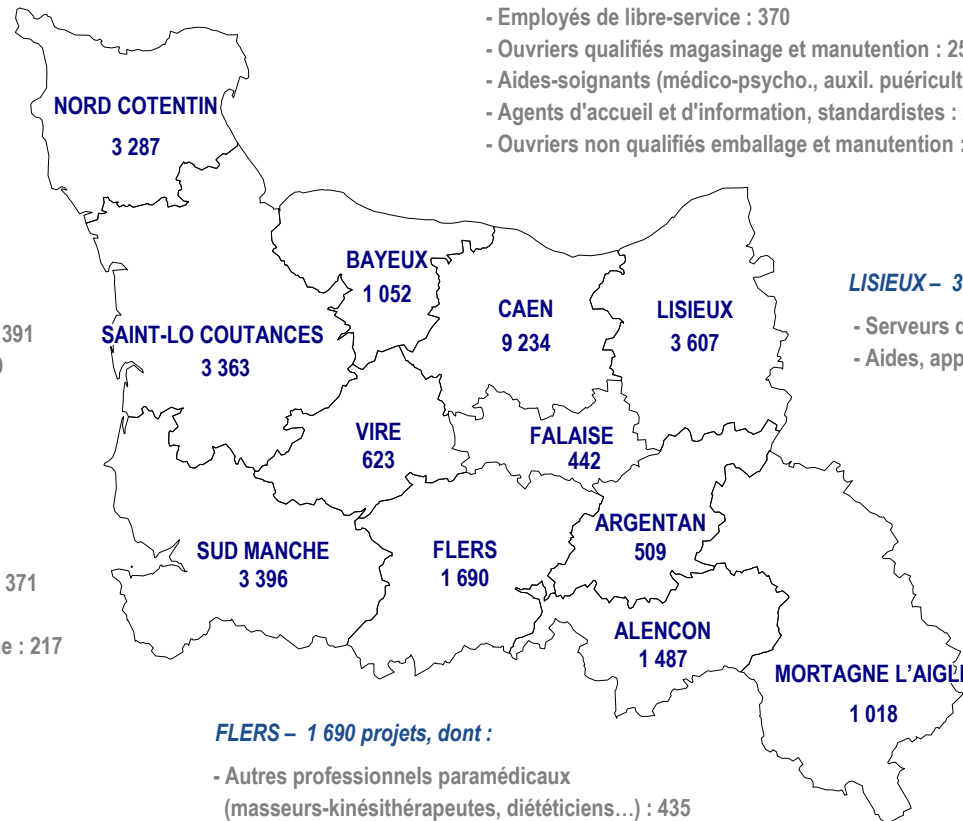 - Employés de libre-service : 370
- Ouvriers qualifiés magasinage et manutention :
- Aides-soignants (médico-psycho., auxil.
- Agents d'accueil et d'information, standardistes :
- Ouvriers non qualifiés emballage et manutention :
NORD COTENTIN
3 287
BAYEUX
1 052
CAEN
9 234
LISIEUX
3 607
LISIEUX –
- Serveurs
- Aides,
391
SAINT-LO COUTANCES
3 363
VIRE
623
FALAISE
442
ARGENTAN
509
SUD MANCHE
3 396
FLERS
1 690
371
: 217
ALENCON
1 487
MORTAGNE
1 018
FLERS – 1 690 projets, dont :
- Autres professionnels paramédicaux
(masseurs-kinésithérapeutes, diététiciens…) : 435